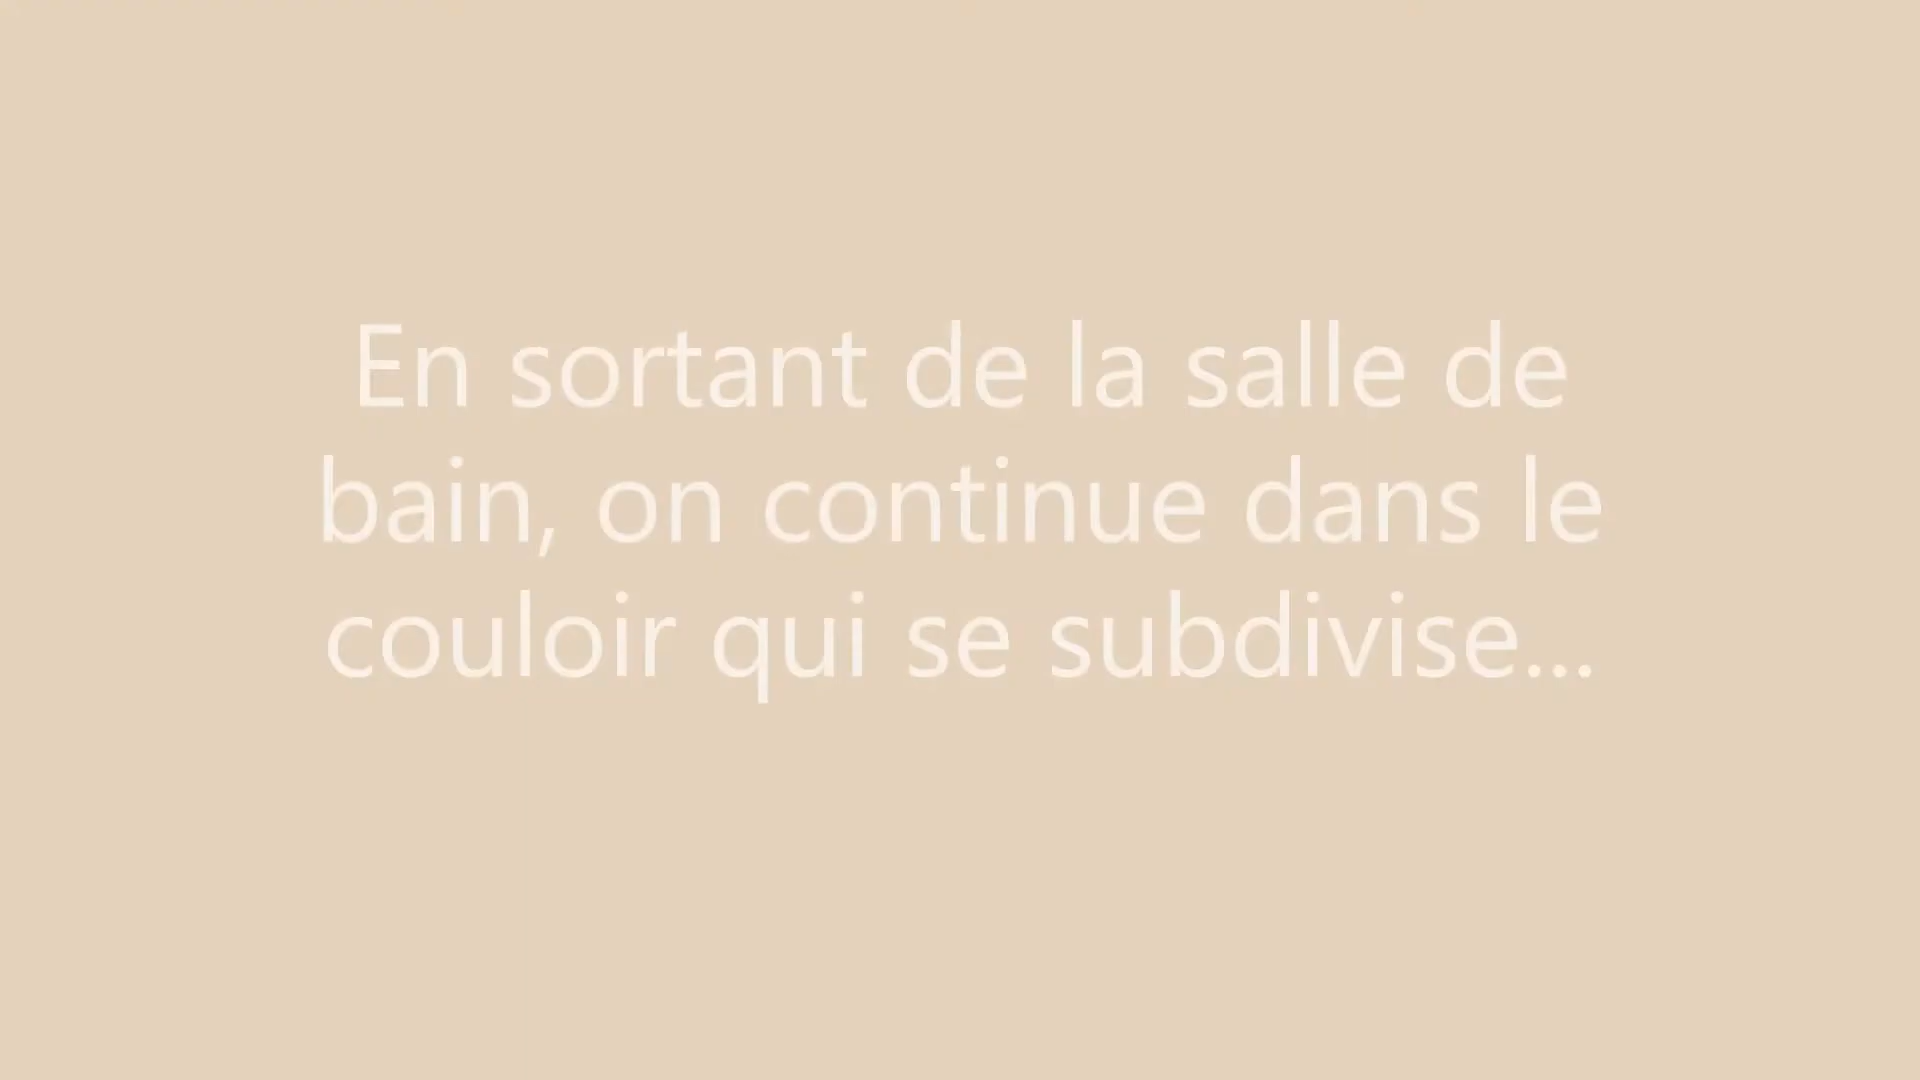 En sortant de la salle de
bain, on continue dans le
couloir qui se subdivise...